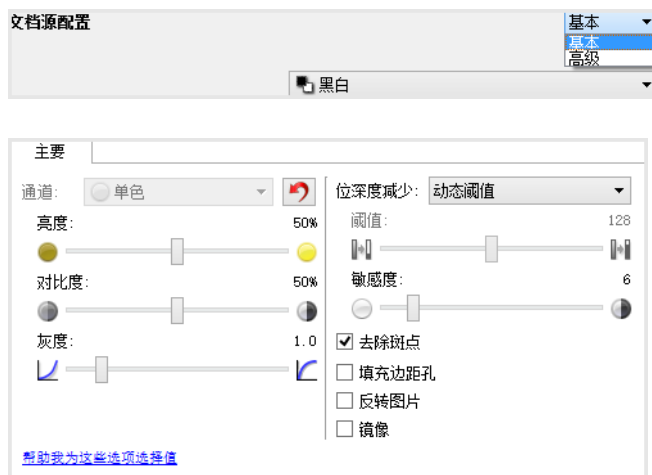 文档源配置
基本
基本
高级
黑白
主要
通道: 单色
亮度: 50%
对比度: 50%
灰度: 1.0
帮助我为这些选项选择值
位深度减少: 动态阈值
阈值: 128
敏感度: 6
去除斑点
填充边距孔
反转图片
镜像